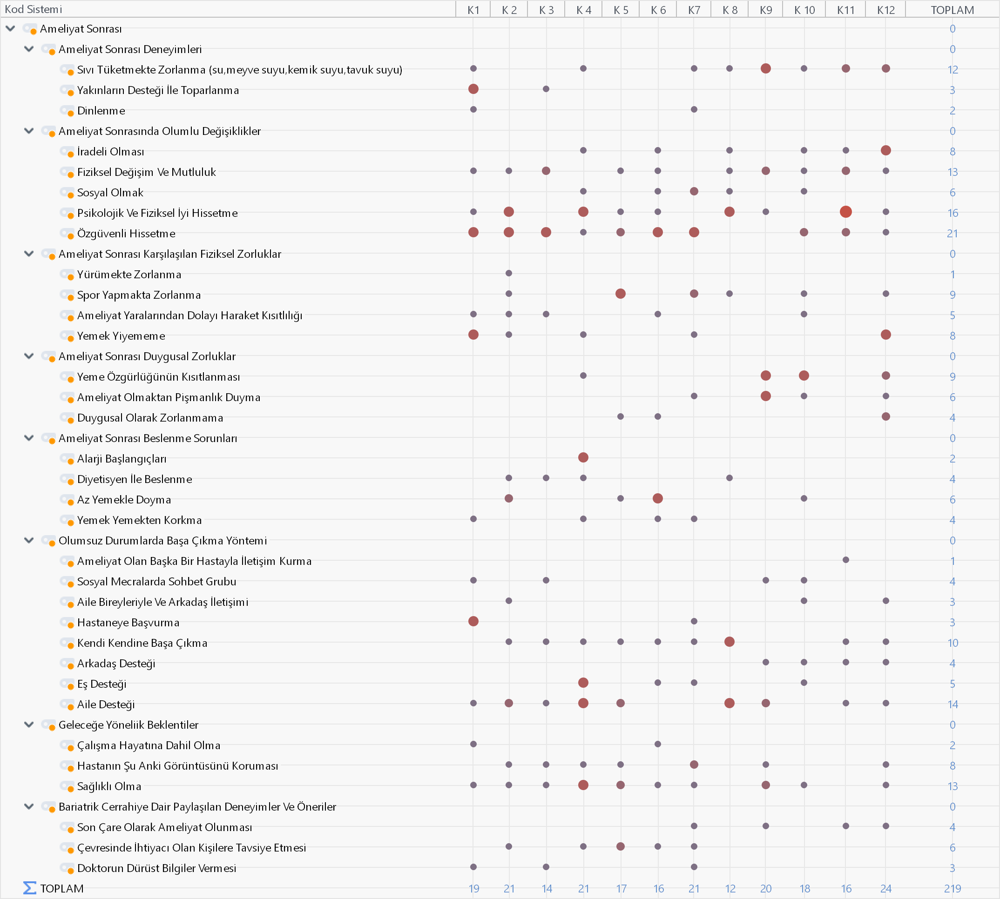 Kod Sistemi K1 K 2 K 3 K 4 K 5 K 6 K7 K 8 K9 K 10 K11 K12 TOPLAM
Ameliyat Sonrası 0
Ameliyat Sonrası Deneyimleri 0
Sıvı Tüketmekte Zorlanma (su,meyve suyu,kemik suyu,tavuk suyu) 12
Yakınların Desteği İle Toparlanma 3
Dinlenme 2
Ameliyat Sonrasında Olumlu Değişiklikler 0
İradeli Olması 8
Fiziksel Değişim Ve Mutluluk 13
Sosyal Olmak 6
Psikolojik Ve Fiziksel İyi Hissetme 16
Özgüvenli Hissetme 21
Ameliyat Sonrası Karşılaşılan Fiziksel Zorluklar 0
Yürümekte Zorlanma 1
Spor Yapmakta Zorlanma 9
Ameliyat Yaralarından Dolayı Haraket Kısıtlılığı 5
Yemek Yiyememe 8
Ameliyat Sonrası Duygusal Zorluklar 0
Yeme Özgürlüğünün Kısıtlanması 9
Ameliyat Olmaktan Pişmanlık Duyma 6
Duygusal Olarak Zorlanmama 4
Ameliyat Sonrası Beslenme Sorunları 0
Alarji Başlangıçları 2
Diyetisyen İle Beslenme 4
Az Yemekle Doyma 6
Yemek Yemekten Korkma 4
Olumsuz Durumlarda Başa Çıkma Yöntemi 0
Ameliyat Olan Başka Bir Hastayla İletişim Kurma 1
Sosyal Mecralarda Sohbet Grubu 4
Aile Bireyleriyle Ve Arkadaş İletişimi 3
Hastaneye Başvurma 3
Kendi Kendine Başa Çıkma 10
Arkadaş Desteği 4
Eş Desteği 5
Aile Desteği 14
Geleceğe Yöneliik Beklentiler 0
Çalışma Hayatına Dahil Olma 2
Hastanın Şu Anki Görüntüsünü Koruması 8
Sağlıklı Olma 13
Bariatrik Cerrahiye Dair Paylaşılan Deneyimler Ve Öneriler 0
Son Çare Olarak Ameliyat Olunması 4
Çevresinde İhtiyacı Olan Kişilere Tavsiye Etmesi 6
Doktorun Dürüst Bilgiler Vermesi 3
TOPLAM 19 21 14 21 17 16 21 12 20 18 16 24 219